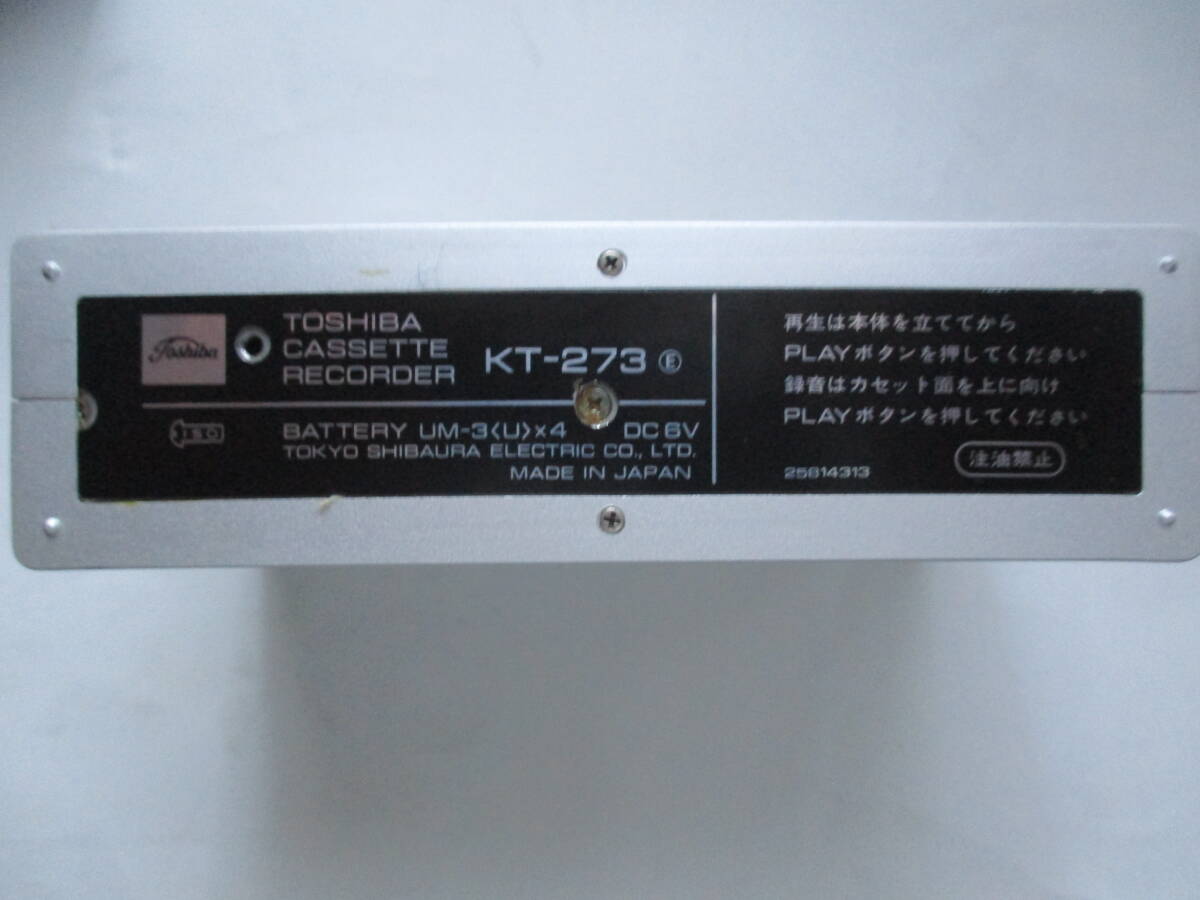 Toshiba
TOSHIBA
CASSETTE
RECORDER
KT-273 Ⓔ
ISO
BATTERY UM-3〈U〉×4 DC 6V
TOKYO SHIBAURA ELECTRIC CO., LTD.
MADE IN JAPAN
再生は本体を立ててから
PLAYボタンを押してください
録音はカセット面を上に向け
PLAYボタンを押してください
注油禁止
25814313